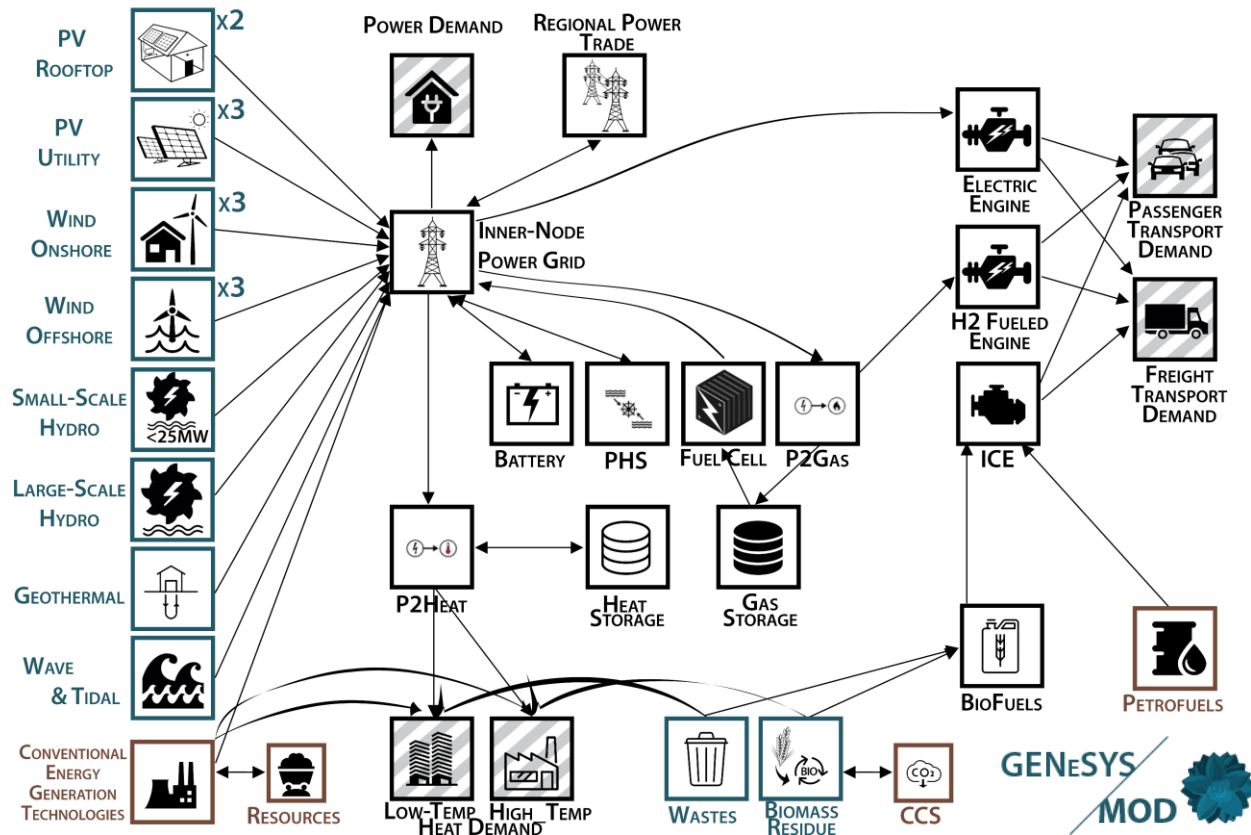 PV
Rooftop
x2
Power Demand
Regional Power
Trade
PV
Utility
x3
Wind
Onshore
x3
Inner-Node
Power Grid
Electric
Engine
Passenger
Transport
Demand
Wind
Offshore
x3
H2 Fueled
Engine
Small-Scale
Hydro
<25MW
Battery
PHS
Fuel-Cell
P2Gas
ICE
Freight
Transport
Demand
Large-Scale
Hydro
Geothermal
P2Heat
Heat
Storage
Gas
Storage
Wave
& Tidal
BioFuels
Petrofuels
Conventional
Energy
Generation
Technologies
Resources
Low-Temp
High_Temp
Heat Demand
Wastes
BIO
Biomass
Residue
CO2
CCS
GENeSYS
MOD